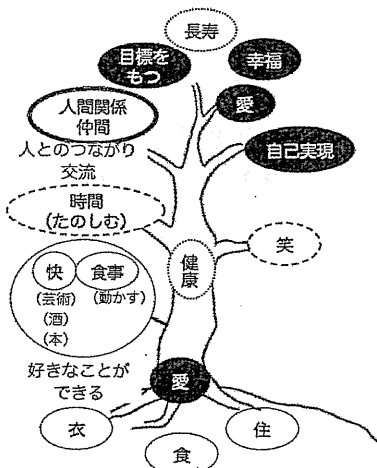 長寿
目標を
もつ
幸福
愛
人間関係
仲間
人とのつながり
交流
自己実現
時間
(たのしむ)
笑
健
康
快
食事
(芸術)
(動かす)
(酒)
(本)
好きなことが
できる
愛
衣
住
食